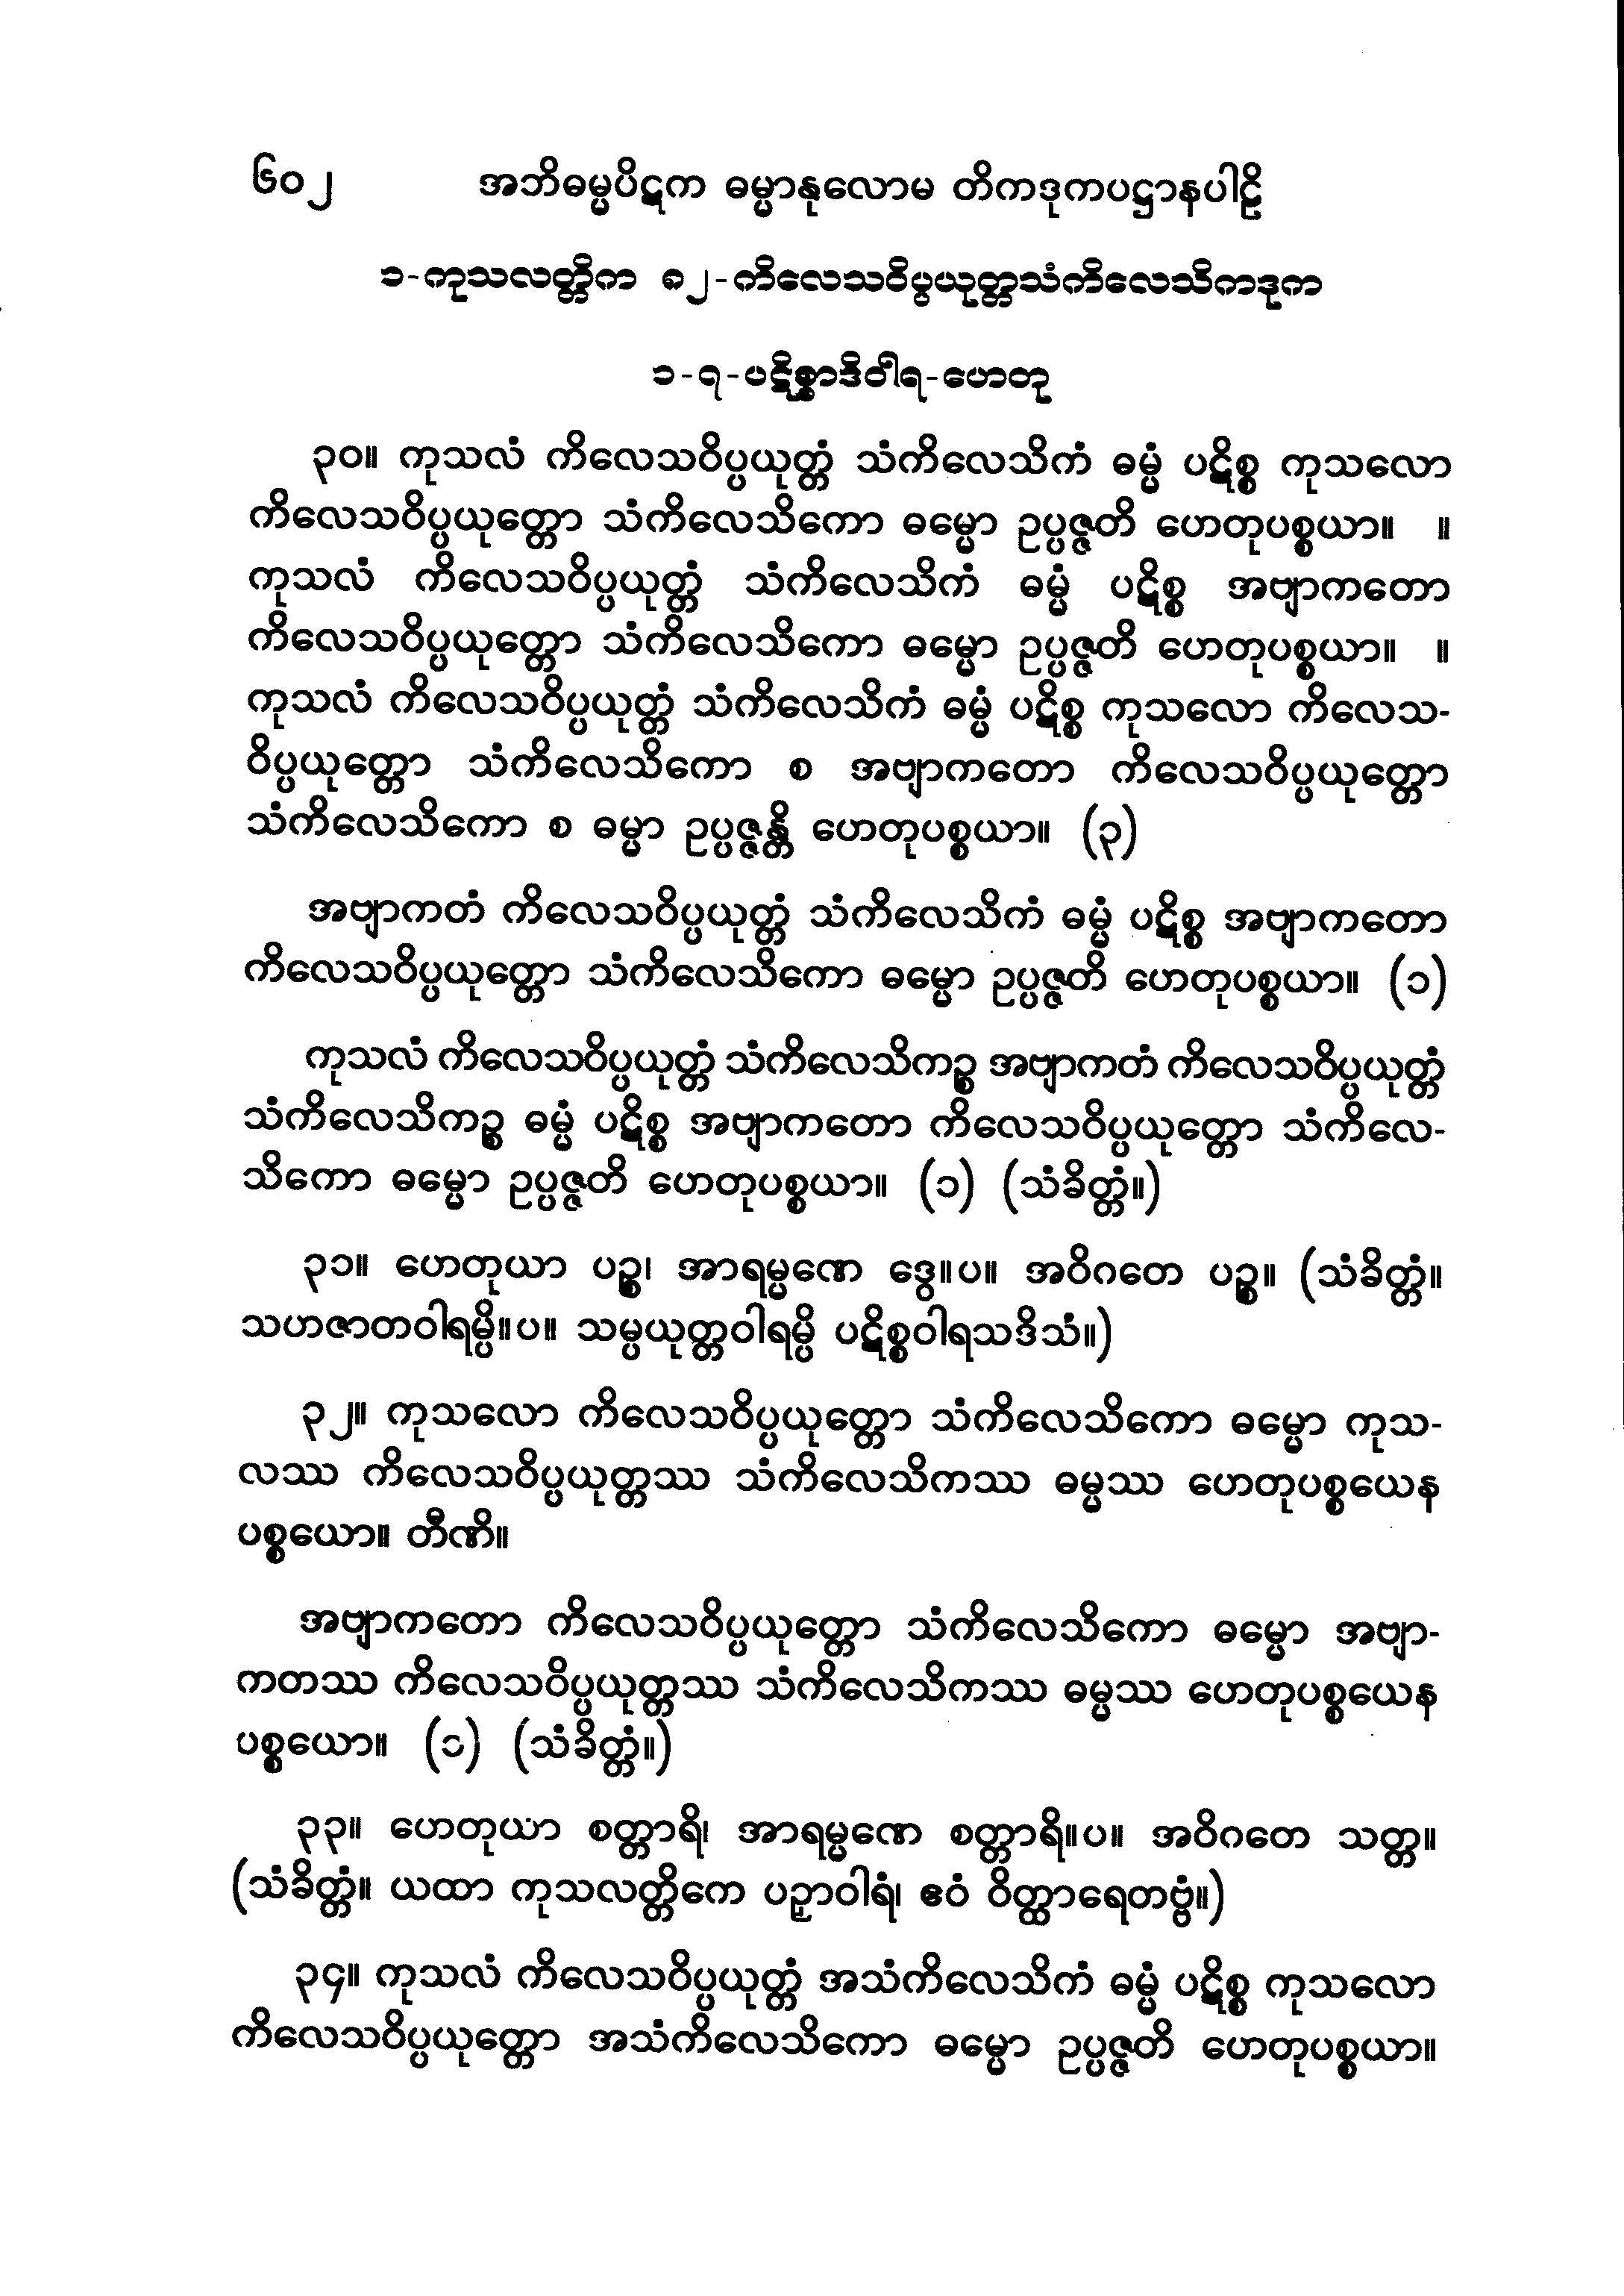 ၆၀၂ အဘိဓမ္မပိဋက ဓမ္မာနုလောမ တိကဒုကပဋ္ဌာနပါဠိ
၁-ကုသလတ္တိက ၈၂-ကိလေသဝိပ္ပယုတ္တသံကိလေသိကဒုက
၁-၇-ပဋိစ္စာဒိဝါရ-ဟေတု
၃၀။ ကုသလံ ကိလေသဝိပ္ပယုတ္တံ သံကိလေသိကံ ဓမ္မံ ပဋိစ္စ ကုသလော
ကိလေသဝိပ္ပယုတ္တော သံကိလေသိကော ဓမ္မော ဥပ္ပဇ္ဇတိ ဟေတုပစ္စယာ။ ။
ကုသလံ ကိလေသဝိပ္ပယုတ္တံ သံကိလေသိကံ ဓမ္မံ ပဋိစ္စ အဗျာကတော
ကိလေသဝိပ္ပယုတ္တော သံကိလေသိကော ဓမ္မော ဥပ္ပဇ္ဇတိ ဟေတုပစ္စယာ။ ။
ကုသလံ ကိလေသဝိပ္ပယုတ္တံ သံကိလေသိကံ ဓမ္မံ ပဋိစ္စ ကုသလော ကိလေသ-
ဝိပ္ပယုတ္တော သံကိလေသိကော စ အဗျာကတော ကိလေသဝိပ္ပယုတ္တော
သံကိလေသိကော စ ဓမ္မာ ဥပ္ပဇ္ဇန္တိ ဟေတုပစ္စယာ။ (၃)
အဗျာကတံ ကိလေသဝိပ္ပယုတ္တံ သံကိလေသိကံ ဓမ္မံ ပဋိစ္စ အဗျာကတော
ကိလေသဝိပ္ပယုတ္တော သံကိလေသိကော ဓမ္မော ဥပ္ပဇ္ဇတိ ဟေတုပစ္စယာ။ (၁)
ကုသလံ ကိလေသဝိပ္ပယုတ္တံ သံကိလေသိကဉ္စ အဗျာကတံ ကိလေသဝိပ္ပယုတ္တံ
သံကိလေသိကဉ္စ ဓမ္မံ ပဋိစ္စ အဗျာကတော ကိလေသဝိပ္ပယုတ္တော သံကိလေ-
သိကော ဓမ္မော ဥပ္ပဇ္ဇတိ ဟေတုပစ္စယာ။ (၁) (သံခိတ္တံ။)
၃၁။ ဟေတုယာ ပဉ္စ၊ အာရမ္မဏေ ဒွေ။ပ။ အဝိဂတေ ပဉ္စ။ (သံခိတ္တံ။
သဟဇာတဝါရမ္ပိ။ပ။ သမ္ပယုတ္တဝါရမ္ပိ ပဋိစ္စဝါရသဒိသံ။)
၃၂။ ကုသလော ကိလေသဝိပ္ပယုတ္တော သံကိလေသိကော ဓမ္မော ကုသ-
လဿ ကိလေသဝိပ္ပယုတ္တဿ သံကိလေသိကဿ ဓမ္မဿ ဟေတုပစ္စယေန
ပစ္စယော။ တီဏိ။
အဗျာကတော ကိလေသဝိပ္ပယုတ္တော သံကိလေသိကော ဓမ္မော အဗျာ-
ကတဿ ကိလေသဝိပ္ပယုတ္တဿ သံကိလေသိကဿ ဓမ္မဿ ဟေတုပစ္စယေန
ပစ္စယော။ (၁) (သံခိတ္တံ။)
၃၃။ ဟေတုယာ စတ္တာရိ၊ အာရမ္မဏေ စတ္တာရိ။ပ။ အဝိဂတေ သတ္တ။
(သံခိတ္တံ။ ယထာ ကုသလတ္တိကေ ပဉှာဝါရံ၊ ဧဝံ ဝိတ္ထာရေတဗ္ဗံ။)
၃၄။ ကုသလံ ကိလေသဝိပ္ပယုတ္တံ အသံကိလေသိကံ ဓမ္မံ ပဋိစ္စ ကုသလော
ကိလေသဝိပ္ပယုတ္တော အသံကိလေသိကော ဓမ္မော ဥပ္ပဇ္ဇတိ ဟေတုပစ္စယာ။